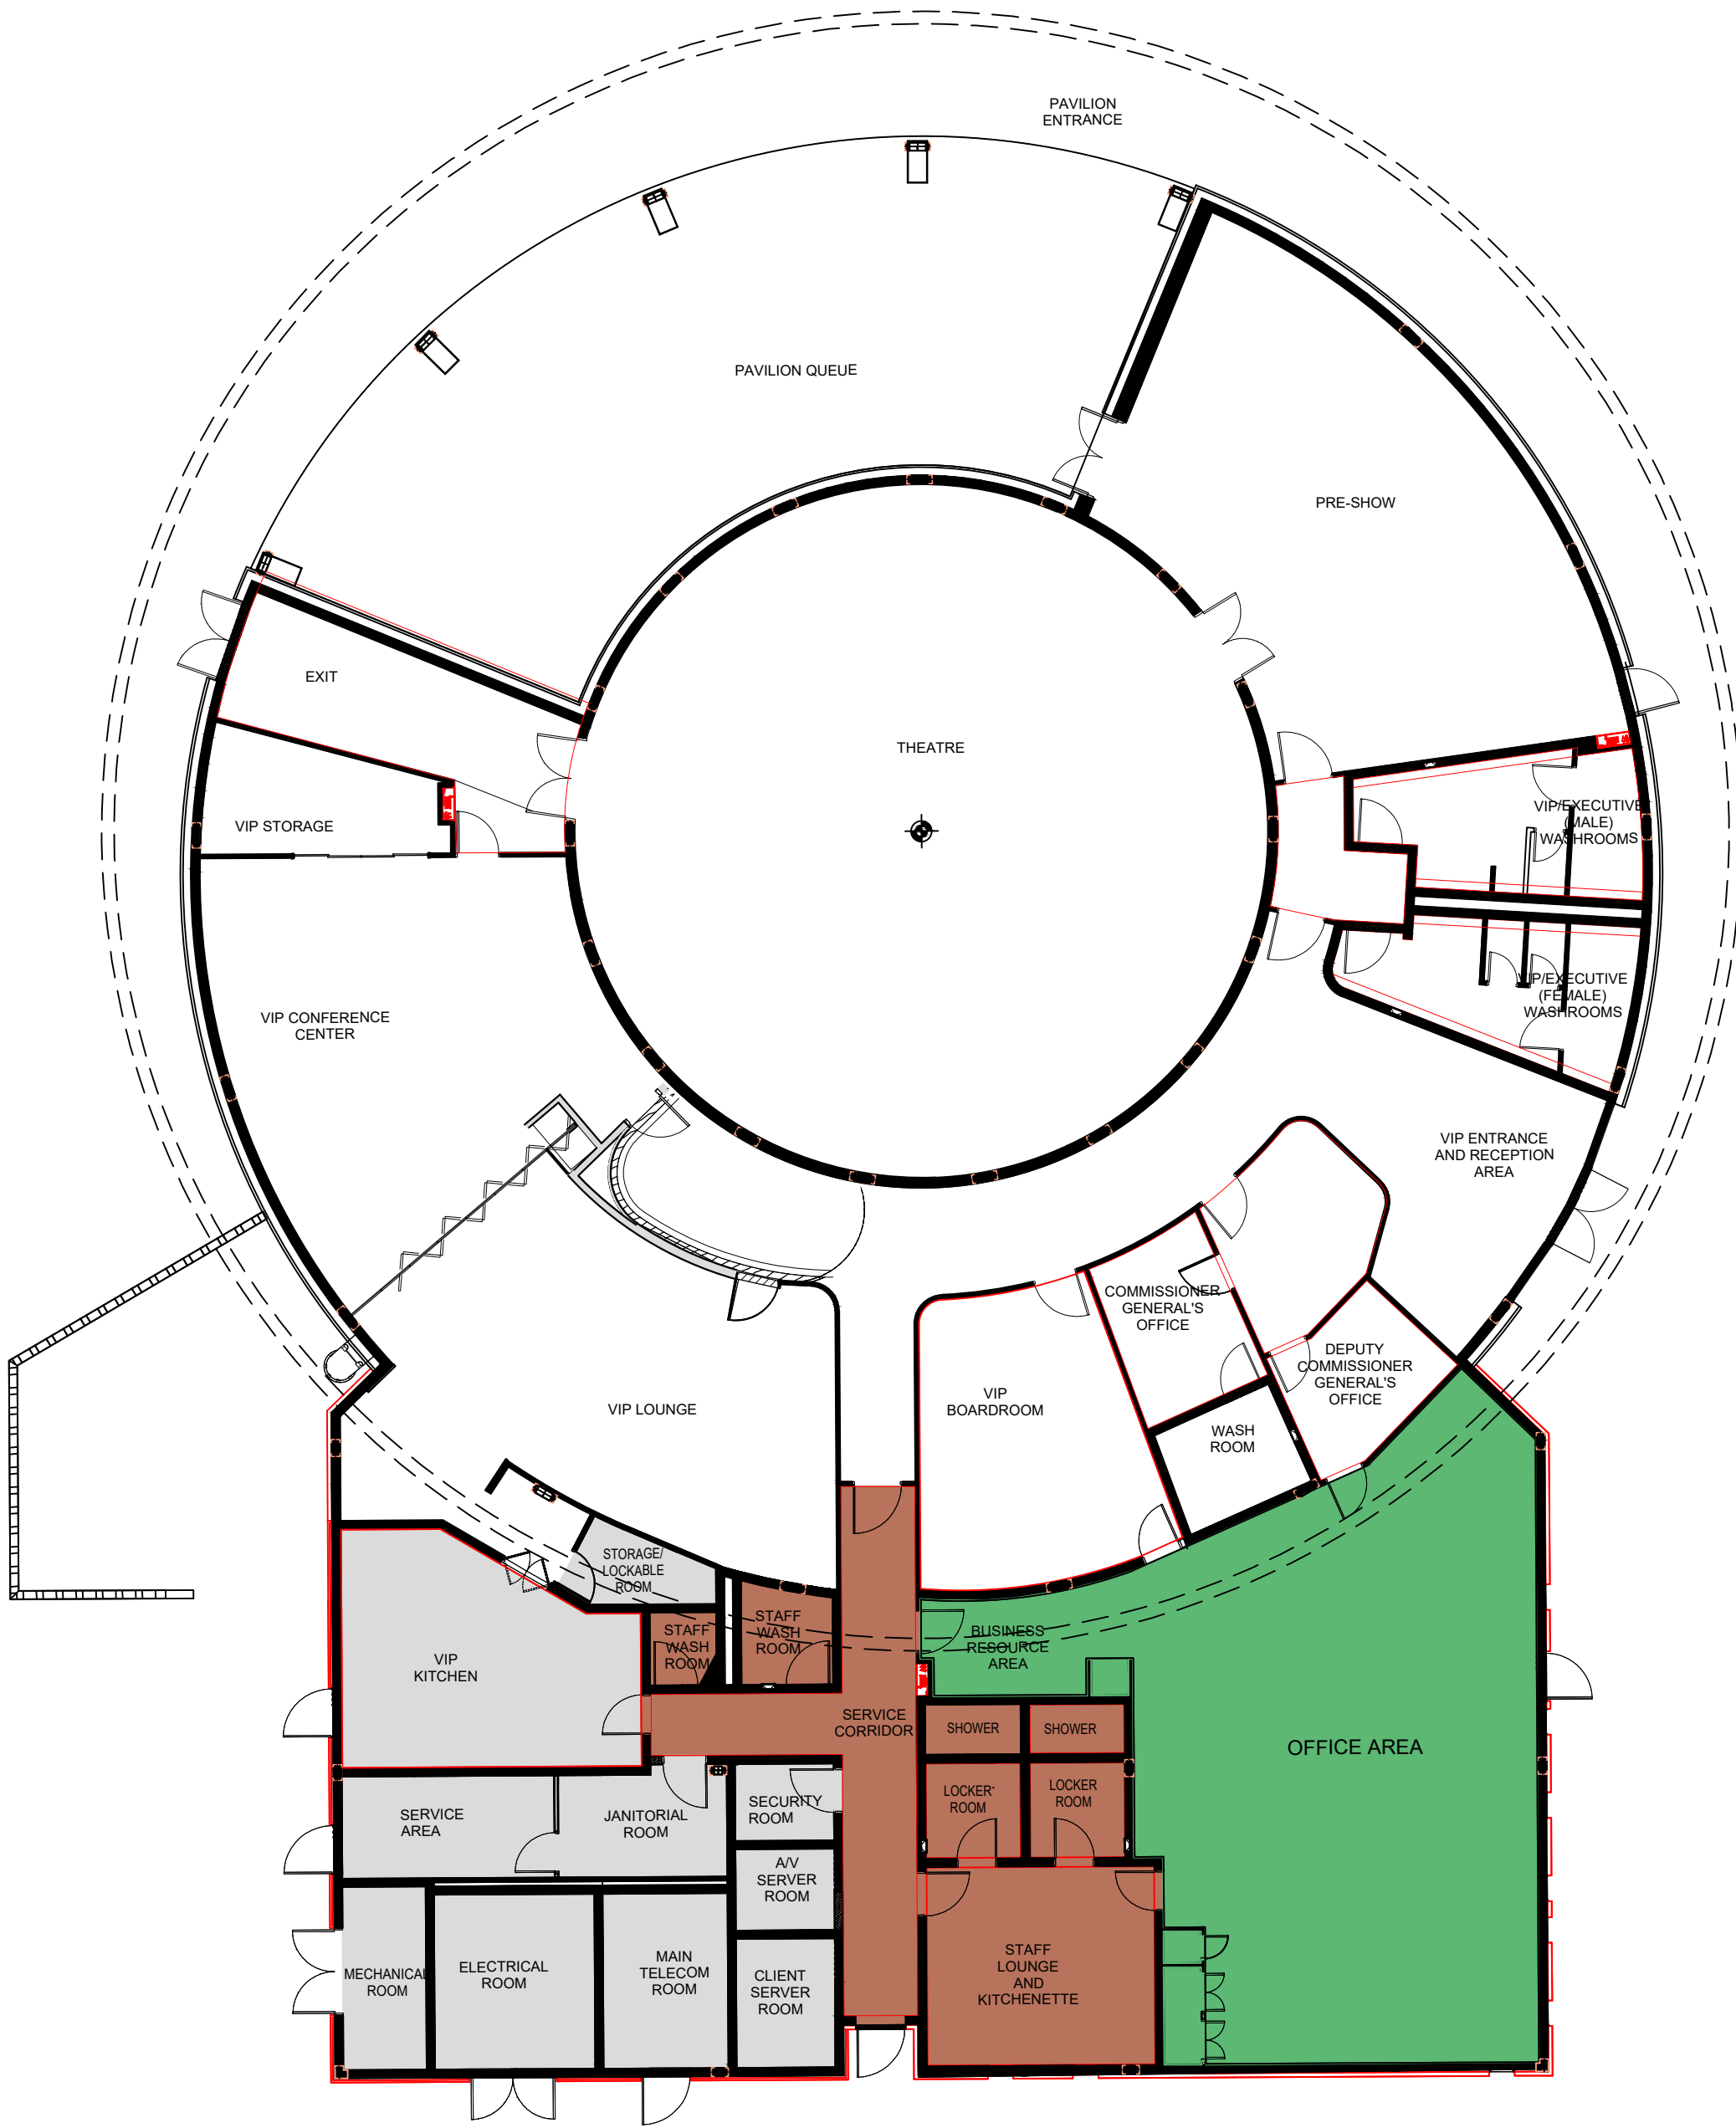 PAVILION
ENTRANCE
PAVILION QUEUE
PRE-SHOW
EXIT
THEATRE
VIP STORAGE
VIP/EXECUTIVE
(MALE)
WASHROOMS
VIP/EXECUTIVE
(FEMALE)
WASHROOMS
VIP CONFERENCE
CENTER
VIP ENTRANCE
AND RECEPTION
AREA
COMMISSIONER
GENERAL'S
OFFICE
DEPUTY
COMMISSIONER
GENERAL'S
OFFICE
VIP LOUNGE
VIP
BOARDROOM
WASH
ROOM
STORAGE/
LOCKABLE
ROOM
STAFF
WASH
ROOM
STAFF
WASH
ROOM
BUSINESS
RESOURCE
AREA
VIP
KITCHEN
SERVICE
CORRIDOR
SHOWER
SHOWER
OFFICE AREA
LOCKER-
ROOM
LOCKER
ROOM
SERVICE
AREA
JANITORIAL
ROOM
SECURITY
ROOM
A/V
SERVER
ROOM
MECHANICAL
ROOM
ELECTRICAL
ROOM
MAIN
TELECOM
ROOM
CLIENT
SERVER
ROOM
STAFF
LOUNGE
AND
KITCHENETTE